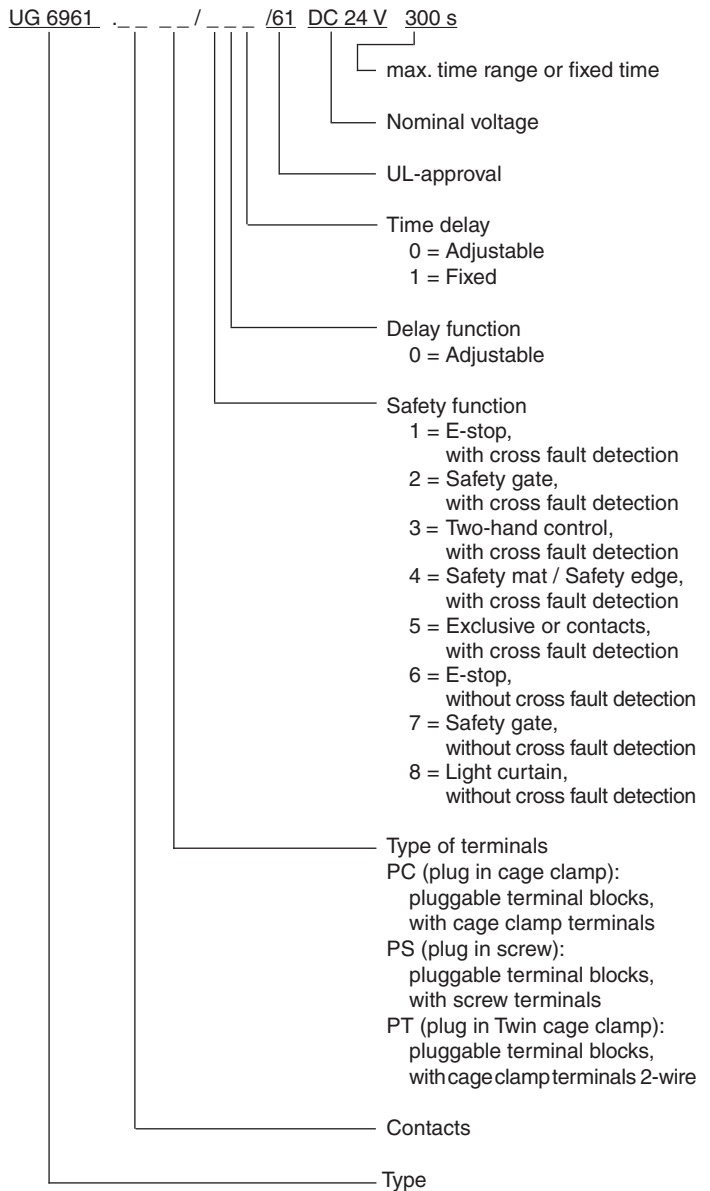 UG 6961 ._ _ _ _ / _ _ _ /61 DC 24 V 300 s
max. time range or fixed time
Nominal voltage
UL-approval
Time delay
0 = Adjustable
1 = Fixed
Delay function
0 = Adjustable
Safety function
1 = E-stop,
with cross fault detection
2 = Safety gate,
with cross fault detection
3 = Two-hand control,
with cross fault detection
4 = Safety mat / Safety edge,
with cross fault detection
5 = Exclusive or contacts,
with cross fault detection
6 = E-stop,
without cross fault detection
7 = Safety gate,
without cross fault detection
8 = Light curtain,
without cross fault detection
Type of terminals
PC (plug in cage clamp):
pluggable terminal blocks,
with cage clamp terminals
PS (plug in screw):
pluggable terminal blocks,
with screw terminals
PT (plug in Twin cage clamp):
pluggable terminal blocks,
with cage clamp terminals 2-wire
Contacts
Type